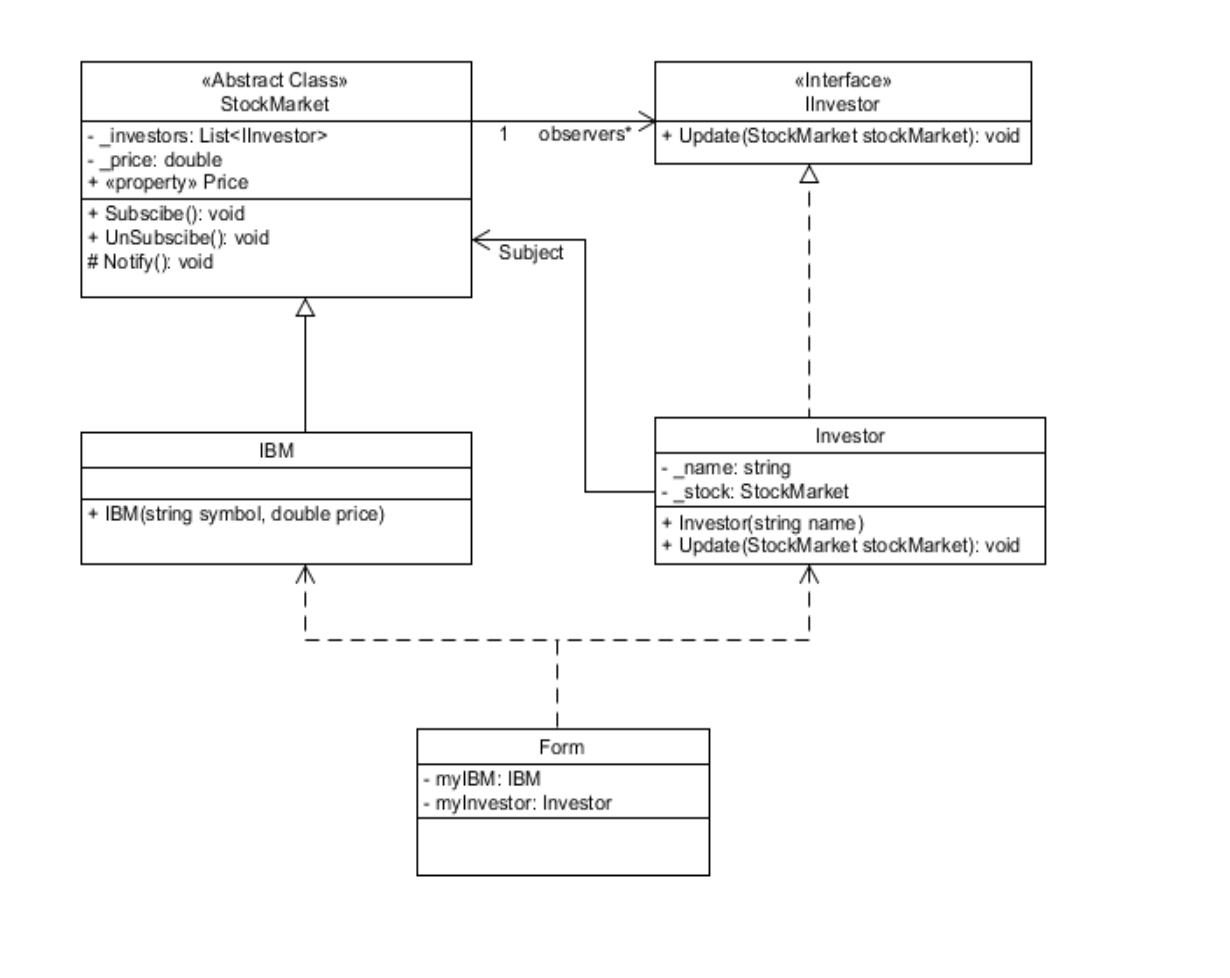 «Abstract Class»
StockMarket
- _investors: List<IInvestor>
- _price: double
+ «property» Price
+ Subscibe(): void
+ UnSubscibe(): void
# Notify(): void
1 observers*
«Interface»
IInvestor
+ Update(StockMarket stockMarket): void
Subject
IBM
+ IBM(string symbol, double price)
Investor
- _name: string
- _stock: StockMarket
+ Investor(string name)
+ Update(StockMarket stockMarket): void
Form
- myIBM: IBM
- myInvestor: Investor